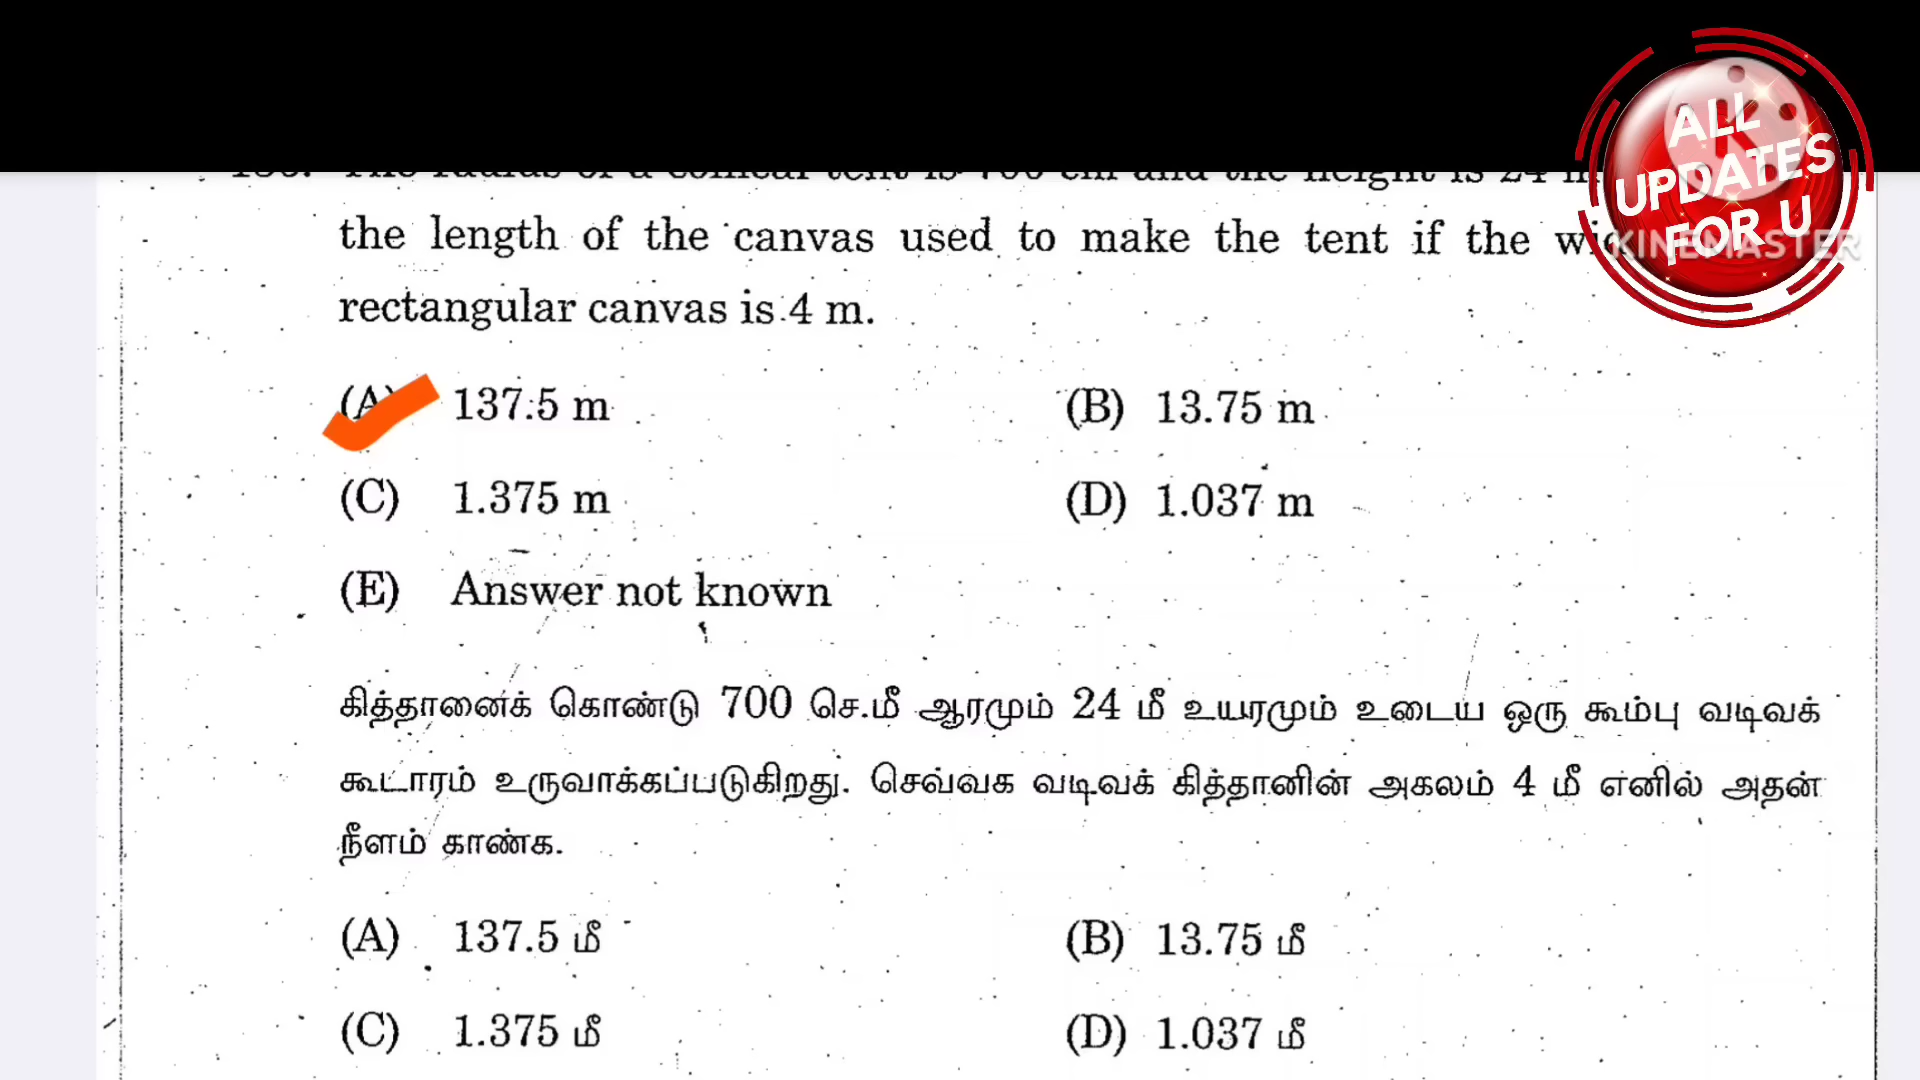 ALL
UPDATES
FOR U
KINEMASTER
the length of the canvas used to make the tent if the
rectangular canvas is 4 m.
(A) 137.5 m
(B) 13.75 m
(C) 1.375 m
(D) 1.037 m
(E) Answer not known
கித்தானைக் கொண்டு 700 செ.மீ ஆரமும் 24 மீ உயரமும் உடைய ஒரு கூம்பு வடிவக்
கூடாரம் உருவாக்கப்படுகிறது. செவ்வக வடிவக் கித்தானின் அகலம் 4 மீ எனில் அதன்
நீளம் காண்க.
(A) 137.5 மீ
(B) 13.75 மீ
(C) 1.375 மீ
(D) 1.037 மீ